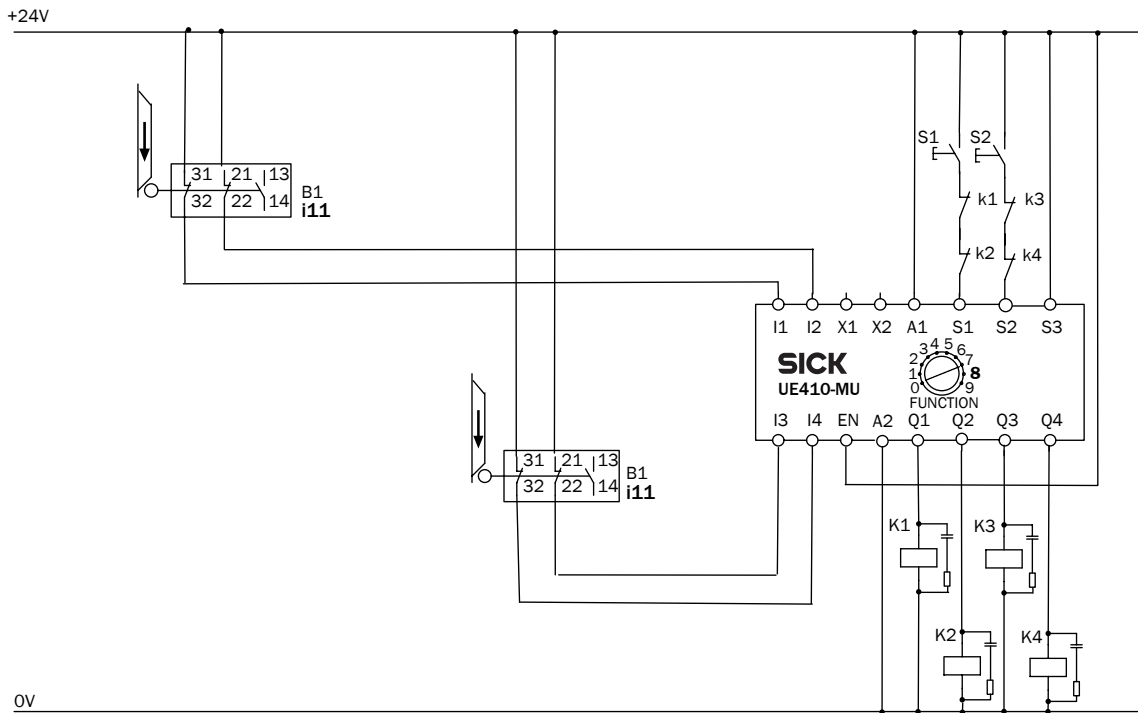 +24V
S1 S2
31 21 13
B1
32 22 14
i11
k1 k3
k2 k4
I1 I2 X1 X2 A1 S1 S2 S3
SICK
UE410-MU
0 1 2 3 4 5 6 7 8 9
FUNCTION
I3 I4 EN A2 Q1 Q2 Q3 Q4
31 21 13
B1
32 22 14
i11
K1 K3
K2 K4
0V